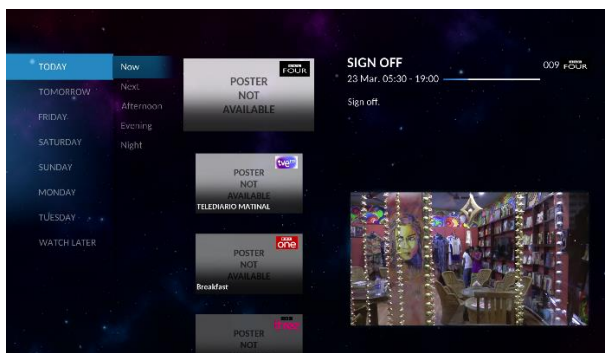 TODAY
TOMORROW
FRIDAY
SATURDAY
SUNDAY
MONDAY
TUESDAY
WATCH LATER
Now
Next
Afternoon
Evening
Night
BBC
FOUR
POSTER
NOT
AVAILABLE
tve
POSTER
NOT
AVAILABLE
TELEDIARIO MATINAL
BBC
one
POSTER
NOT
AVAILABLE
Breakfast
POSTER
NOT
SIGN OFF
009 BBC FOUR
23 Mar. 05:30 - 19:00
Sign off.